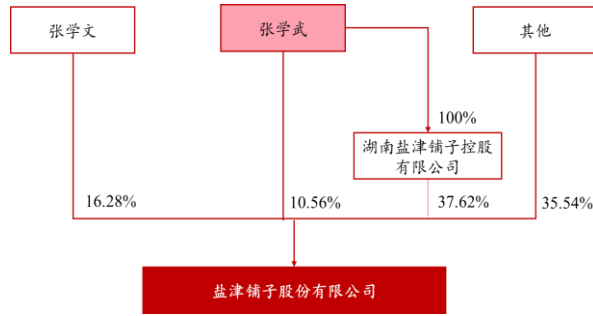 张学文
张学武
其他
100%
湖南盐津铺子控股
有限公司
16.28%
10.56%
37.62%
35.54%
盐津铺子股份有限公司